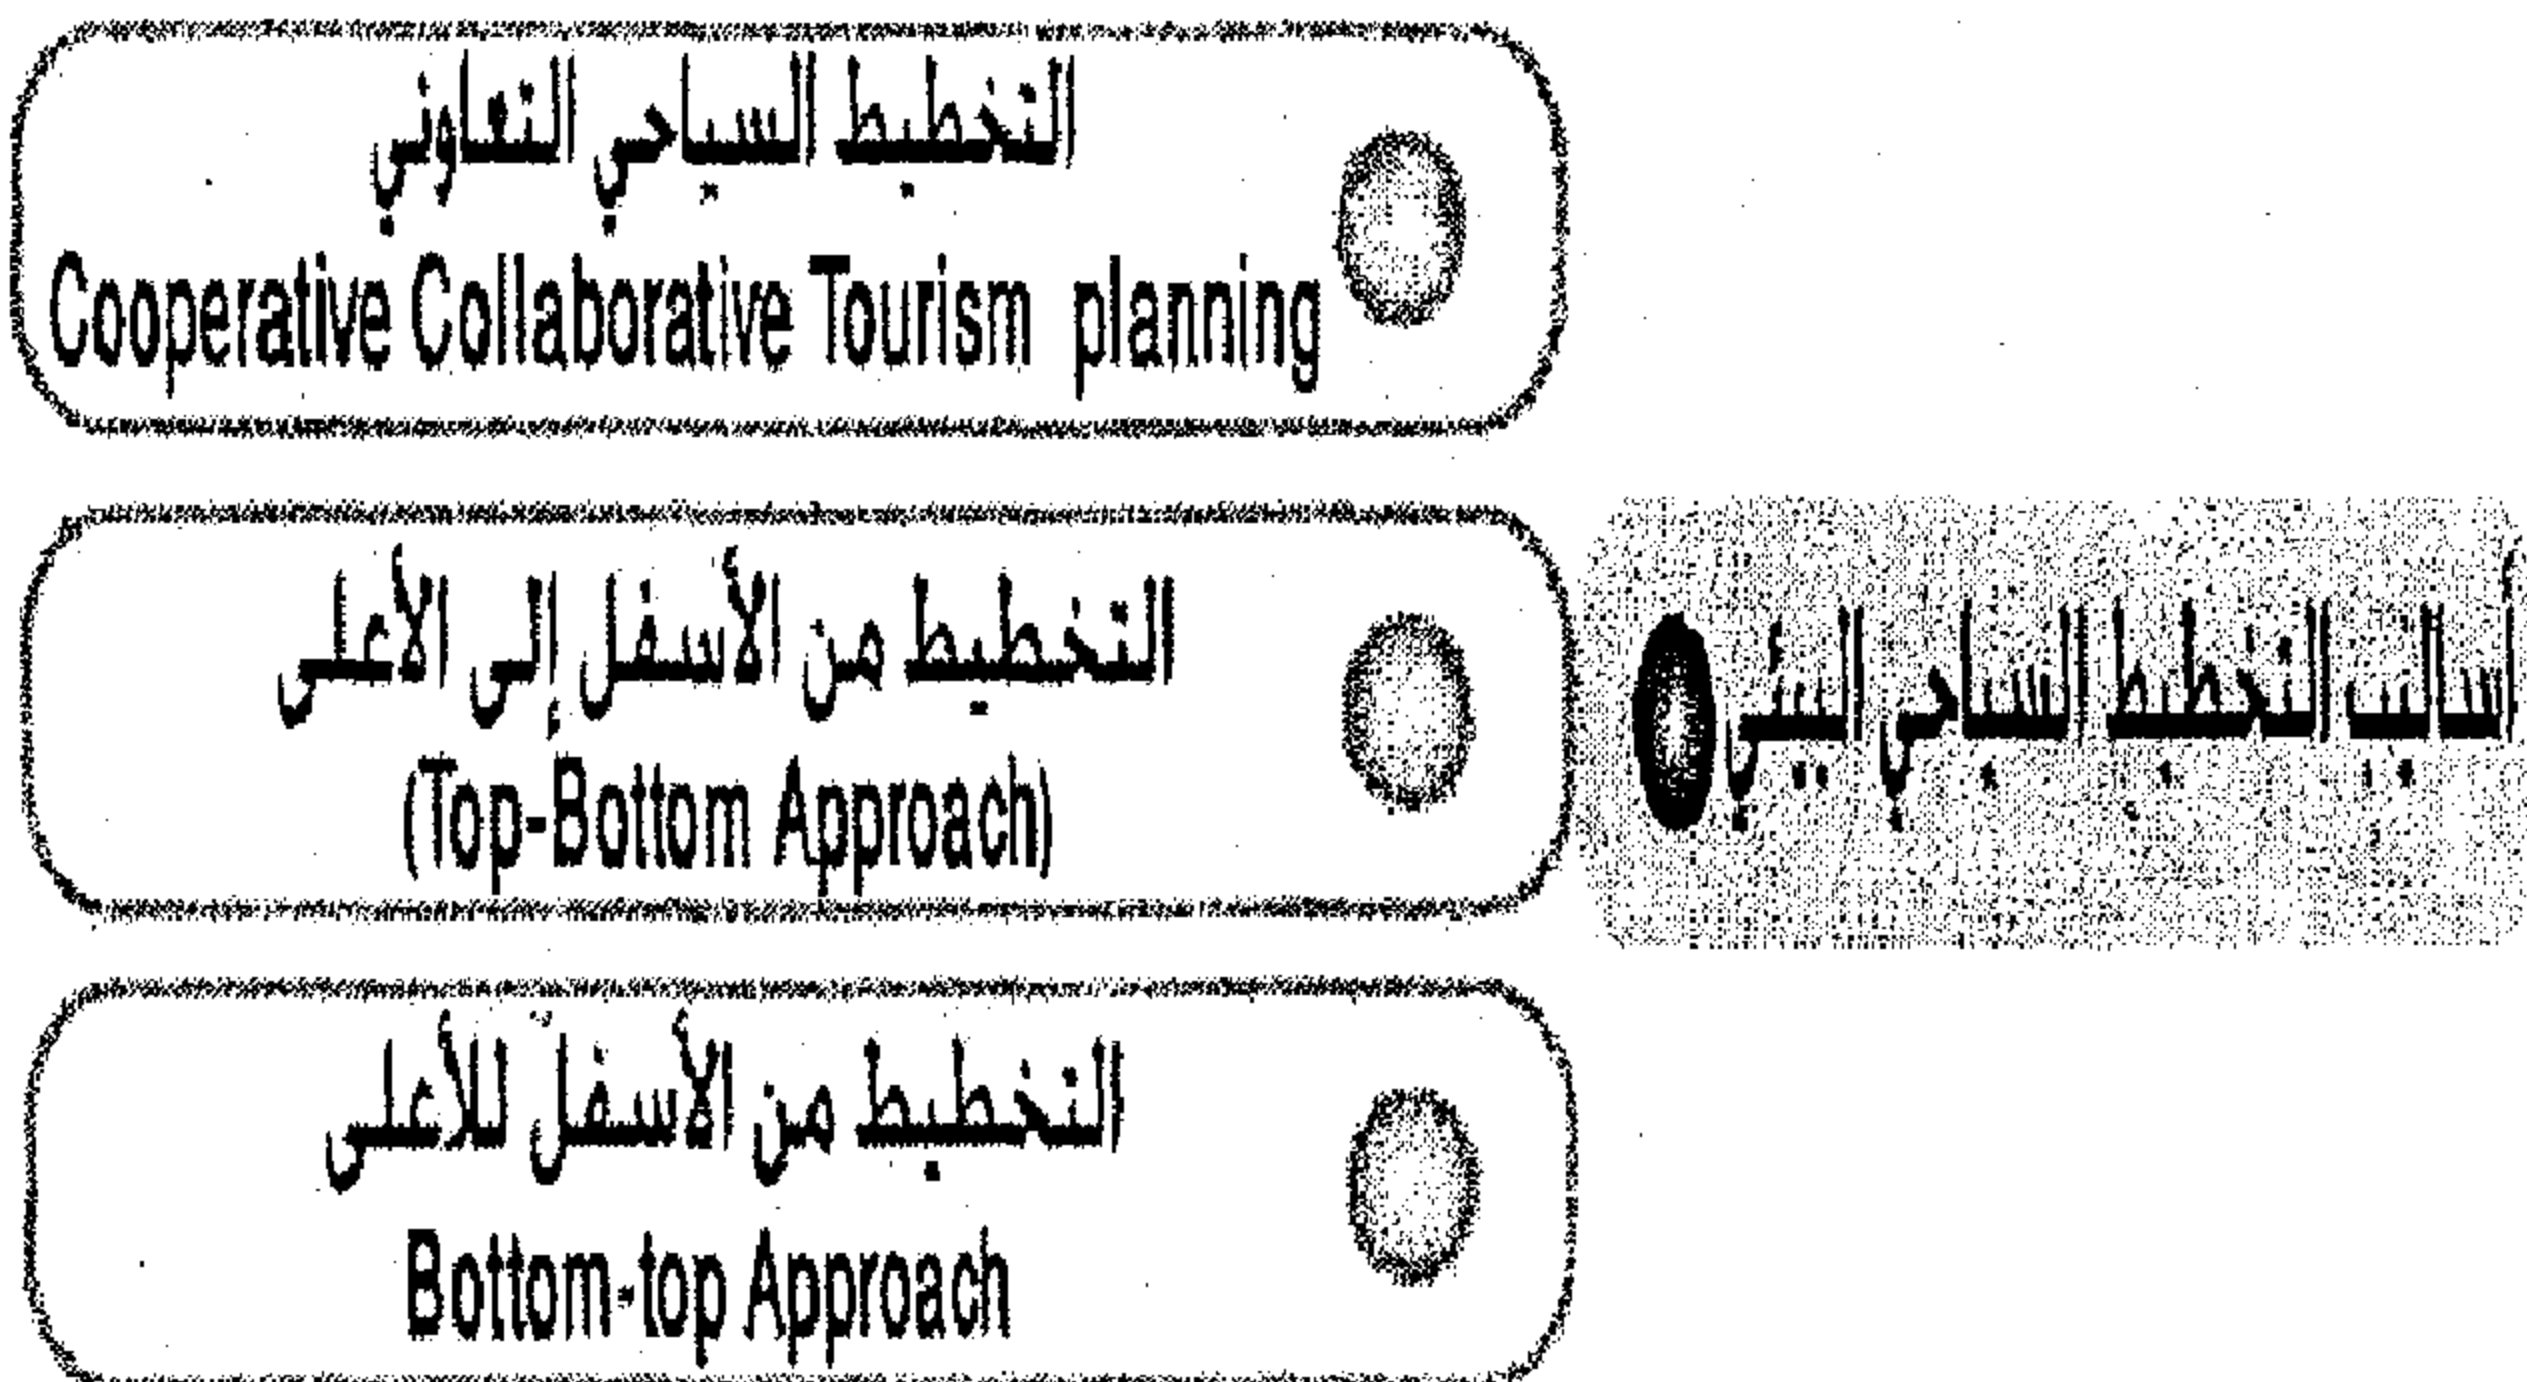 أساليب التخطيط السياحي البيئي
التخطيط السياحي التعاوني
Cooperative Collaborative Tourism planning
التخطيط من الأسفل إلى الأعلى
(Top-Bottom Approach)
التخطيط من الأسفل للأعلى
Bottom-top Approach